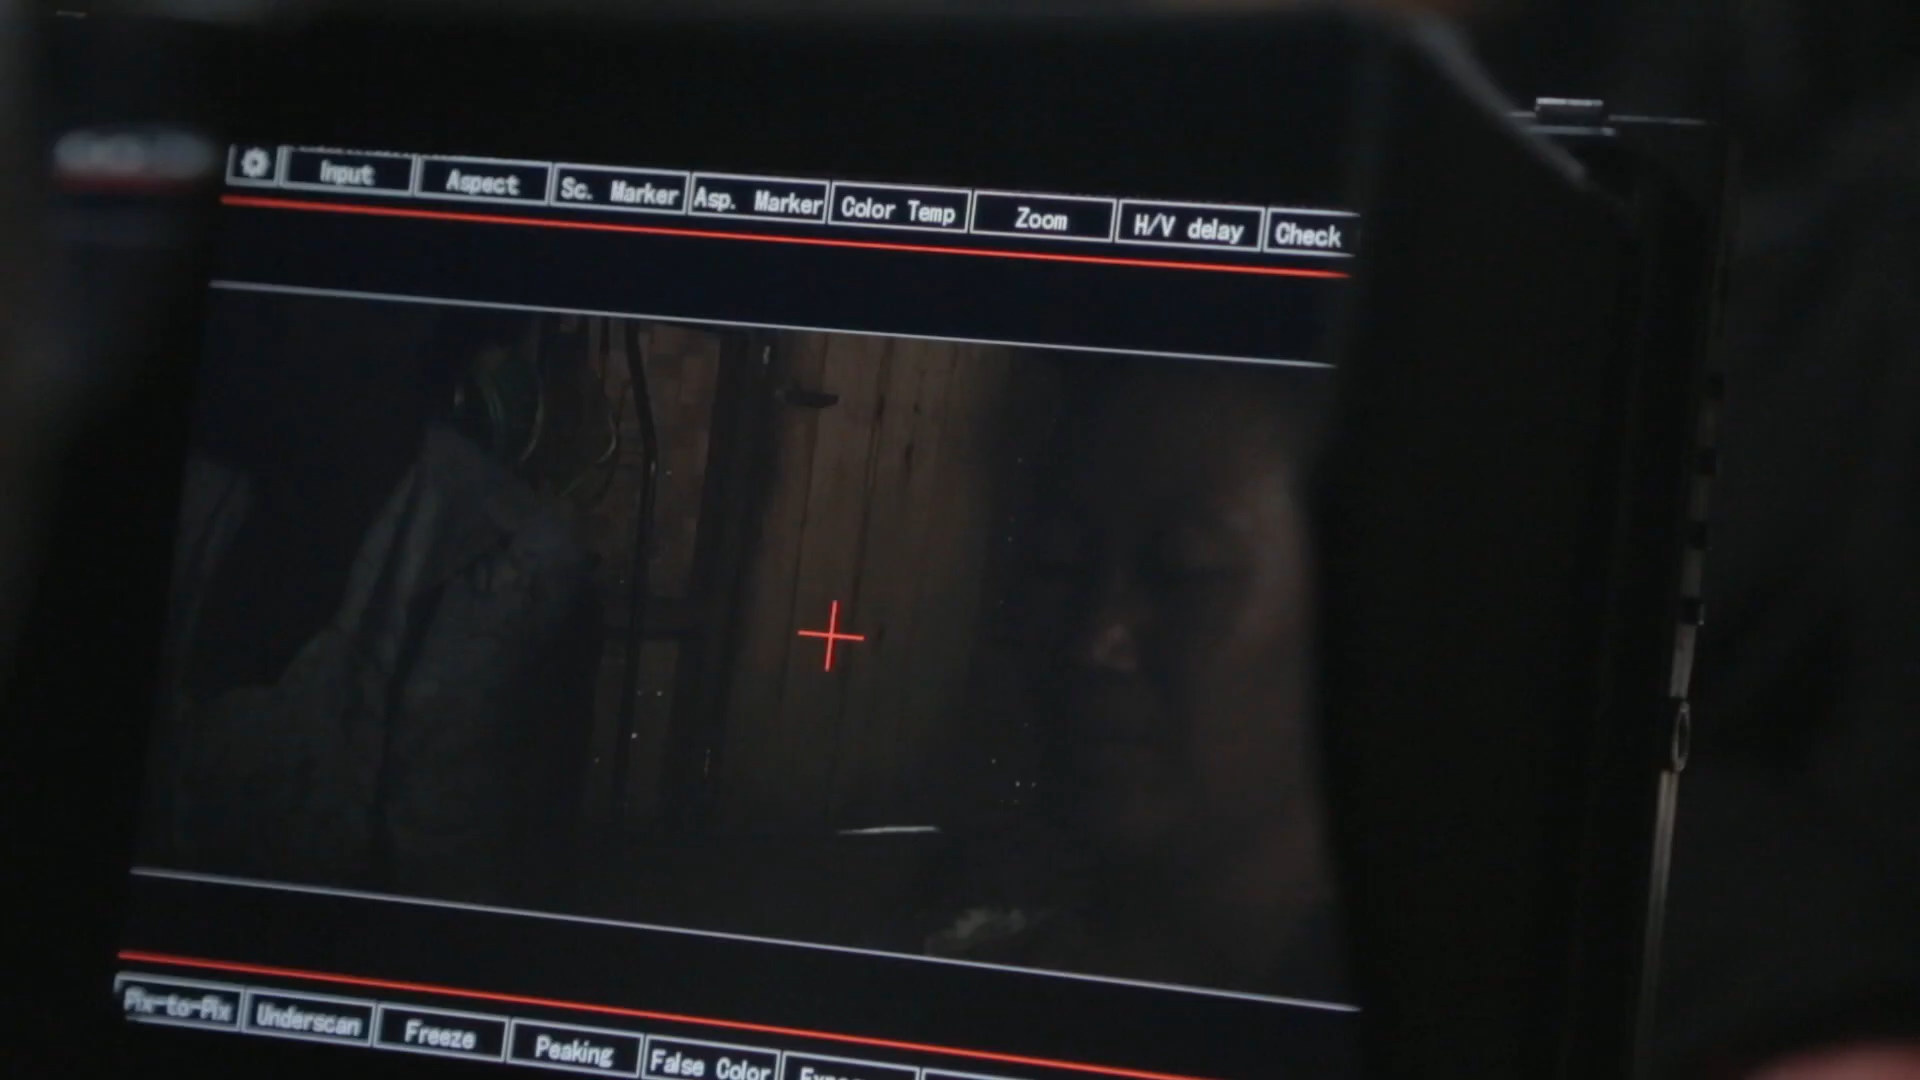 Input Aspect Sc. Marker Asp. Marker Color Temp Zoom H/V delay Check
Pix-to-Pix Underscan Freeze Peaking False Color